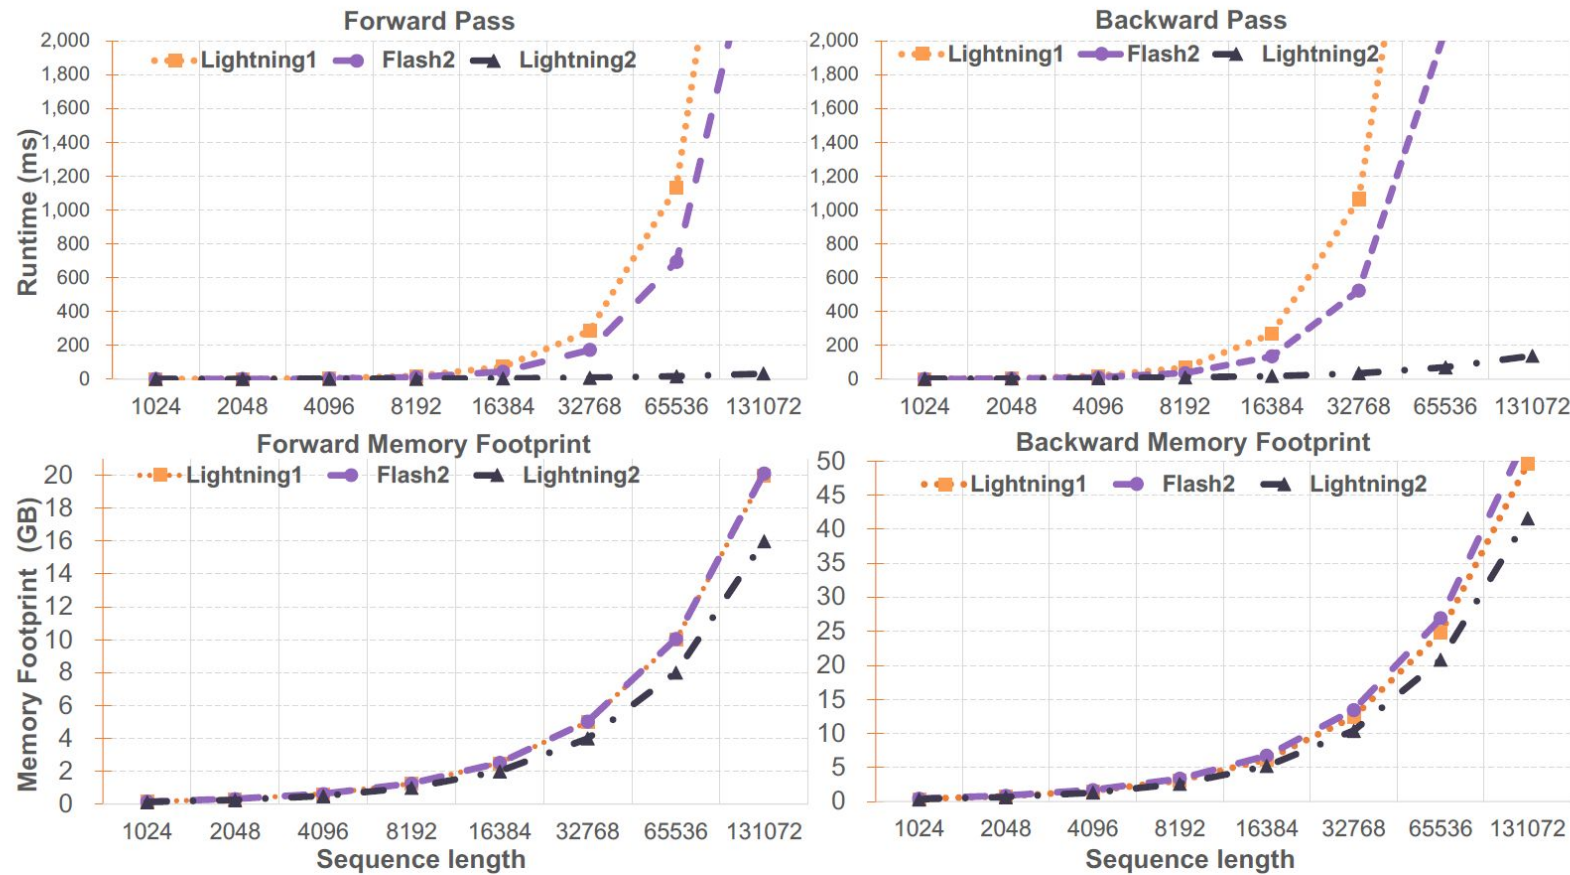 Forward Pass
Lightning1 Flash2 Lightning2
2,000
1,800
1,600
1,400
1,200
1,000
800
600
400
200
0
Runtime (ms)
1024 2048 4096 8192 16384 32768 65536 131072
Backward Pass
Lightning1 Flash2 Lightning2
2,000
1,800
1,600
1,400
1,200
1,000
800
600
400
200
0
1024 2048 4096 8192 16384 32768 65536 131072
Forward Memory Footprint
Lightning1 Flash2 Lightning2
20
18
16
14
12
10
8
6
4
2
0
Memory Footprint (GB)
1024 2048 4096 8192 16384 32768 65536 131072
Sequence length
Backward Memory Footprint
Lightning1 Flash2 Lightning2
50
45
40
35
30
25
20
15
10
5
0
1024 2048 4096 8192 16384 32768 65536 131072
Sequence length